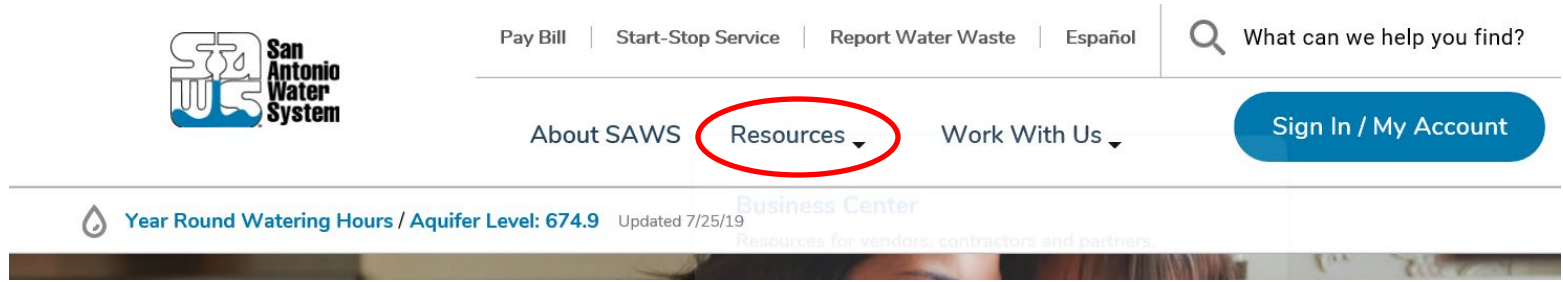 SAWS
San
Antonio
Water
System
Pay Bill | Start-Stop Service | Report Water Waste | Español
What can we help you find?
About SAWS Resources Work With Us
Sign In / My Account
Year Round Watering Hours / Aquifer Level: 674.9 Updated 7/25/19
Business Center
Resources for vendors, contractors and partners.